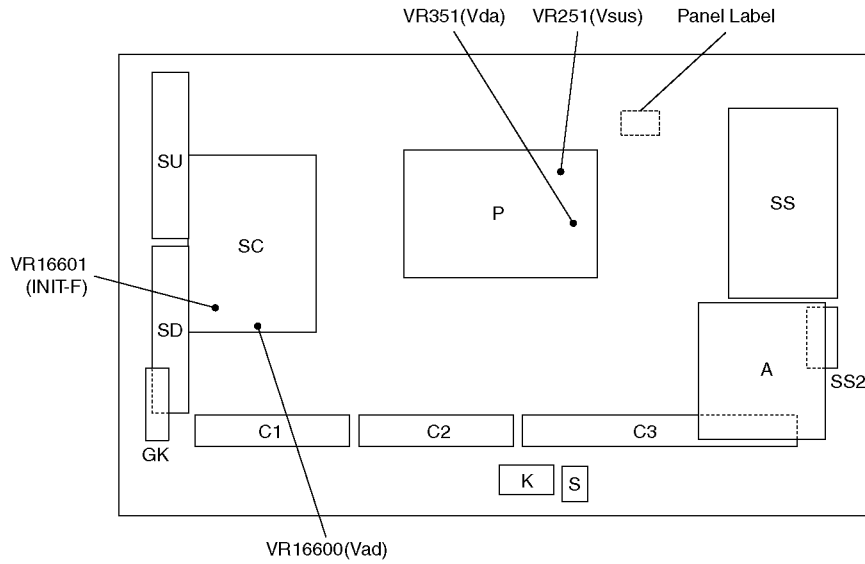 VR351(Vda)
VR251(Vsus)
Panel Label
SU
SC
P
SS
VR16601
(INIT-F)
SD
A
SS2
GK
C1
C2
C3
K
S
VR16600(Vad)